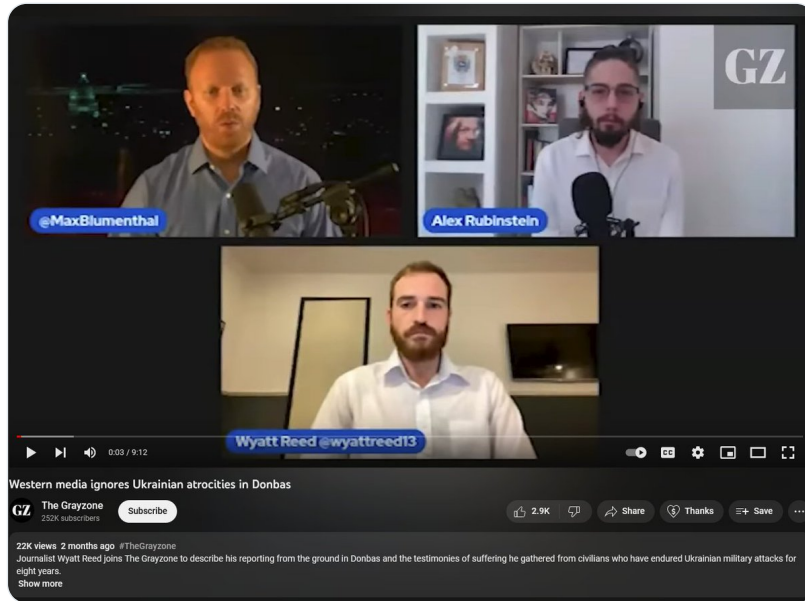 GZ
@MaxBlumenthal
Alex Rubinstein
Wyatt Reed @wyattreed13
0:03 / 9:12
CC
Western media ignores Ukrainian atrocities in Donbas
GZ
The Grayzone
252K subscribers
Subscribe
2.9K
Share
Thanks
Save
22K views 2 months ago #TheGrayzone
Journalist Wyatt Reed joins The Grayzone to describe his reporting from the ground in Donbas and the testimonies of suffering he gathered from civilians who have endured Ukrainian military attacks for
eight years.
Show more